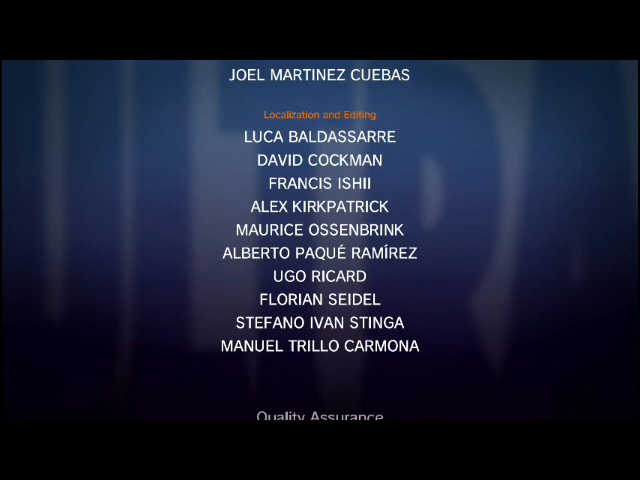 JOEL MARTINEZ CUEBAS
Localization and Editing
LUCA BALDASSARRE
DAVID COCKMAN
FRANCIS ISHII
ALEX KIRKPATRICK
MAURICE OSSENBRINK
ALBERTO PAQUÉ RAMÍREZ
UGO RICARD
FLORIAN SEIDEL
STEFANO IVAN STINGA
MANUEL TRILLO CARMONA
Quality Assurance